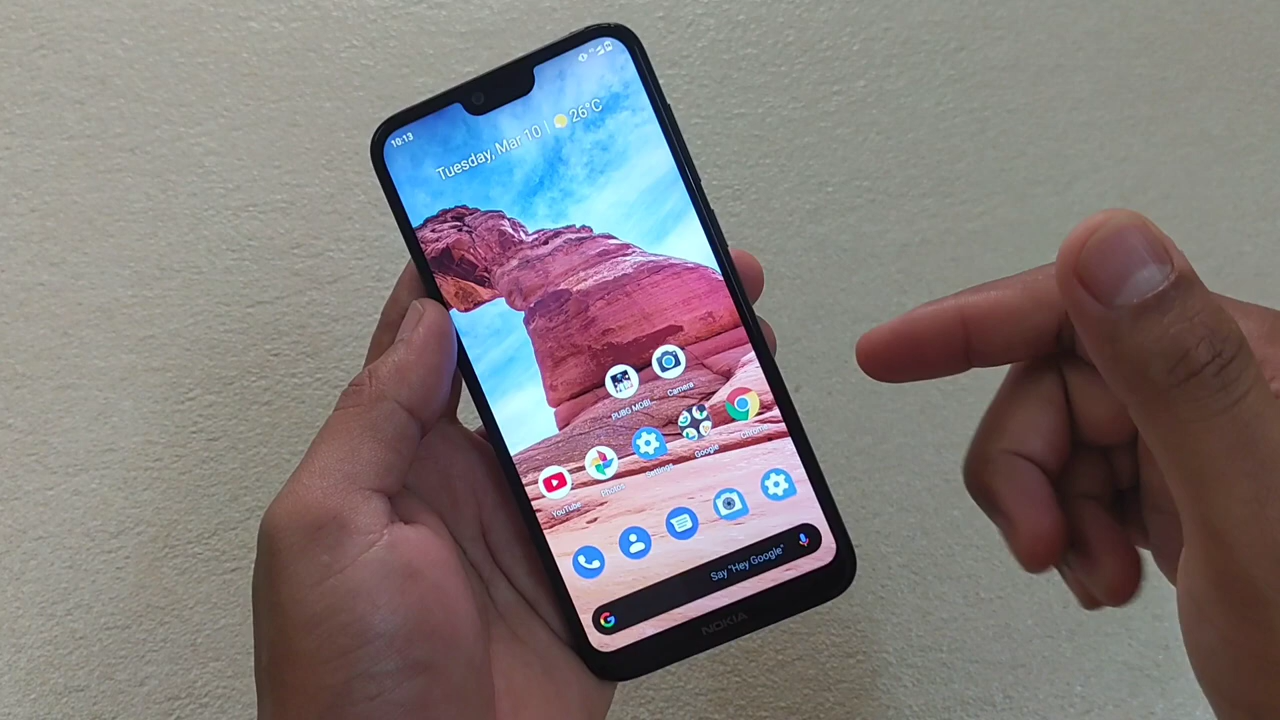 10:13
Tuesday, Mar 10 | 26°C
PUBG MOBI...
Camera
YouTube
Photos
Settings
Google
Chrome
Say "Hey Google"
NOKIA